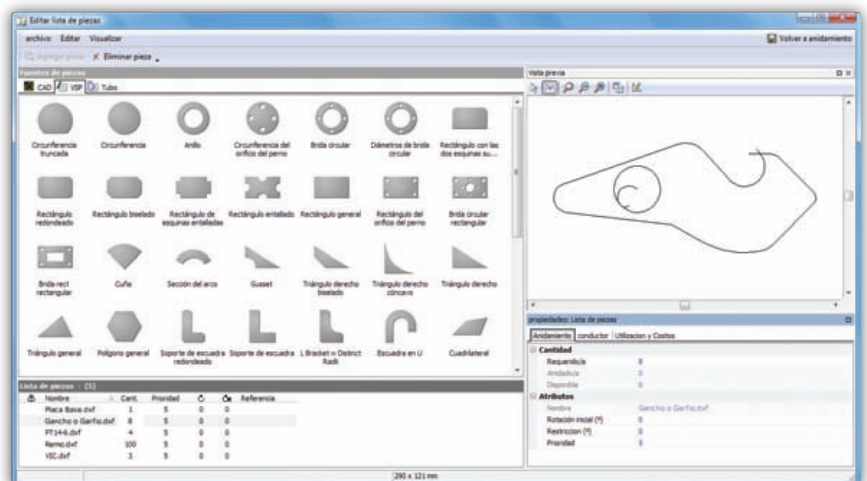 Editar lista de piezas
archivo Editar Visualizar
Volver a anidamiento
Agregar pieza Eliminar pieza
Fuentes de piezas
CAD VSP Tubo
Circunferencia truncada
Circunferencia
Anillo
Circunferencia del orificio del perno
Brida circular
Diámetros de brida circular
Rectángulo con las dos esquinas su...
Rectángulo redondeado
Rectángulo biselado
Rectángulo de esquinas entalladas
Rectángulo entallado
Rectángulo general
Rectángulo del orificio del perno
Brida circular rectangular
Brida rect rectangular
Cuña
Sección del arco
Gusset
Triángulo derecho biselado
Triángulo derecho cóncavo
Triángulo derecho
Triángulo general
Polígono general
Soporte de escuadra redondeado
Soporte de escuadra
L Bracket w Distinct Radii
Escuadra en U
Cuadrilateral
Lista de piezas - (5)
Nombre Cant. Prioridad Referencia
Placa Base.dxf 1 5 0 0
Gancho o Garfio.dxf 8 5 0 0
PT14-6.dxf 4 5 0 0
Remo.dxf 100 5 0 0
VIC.dxf 3 5 0 0
Vista previa
propiedades: Lista de piezas
Anidamiento conductor Utilizacion y Costos
Cantidad
Requerido/a 8
Anidado/a 0
Disponible 0
Atributos
Nombre Gancho o Garfio.dxf
Rotación inicial (º) 0
Restriccion (º) 0
Prioridad 5
290 x 121 mm